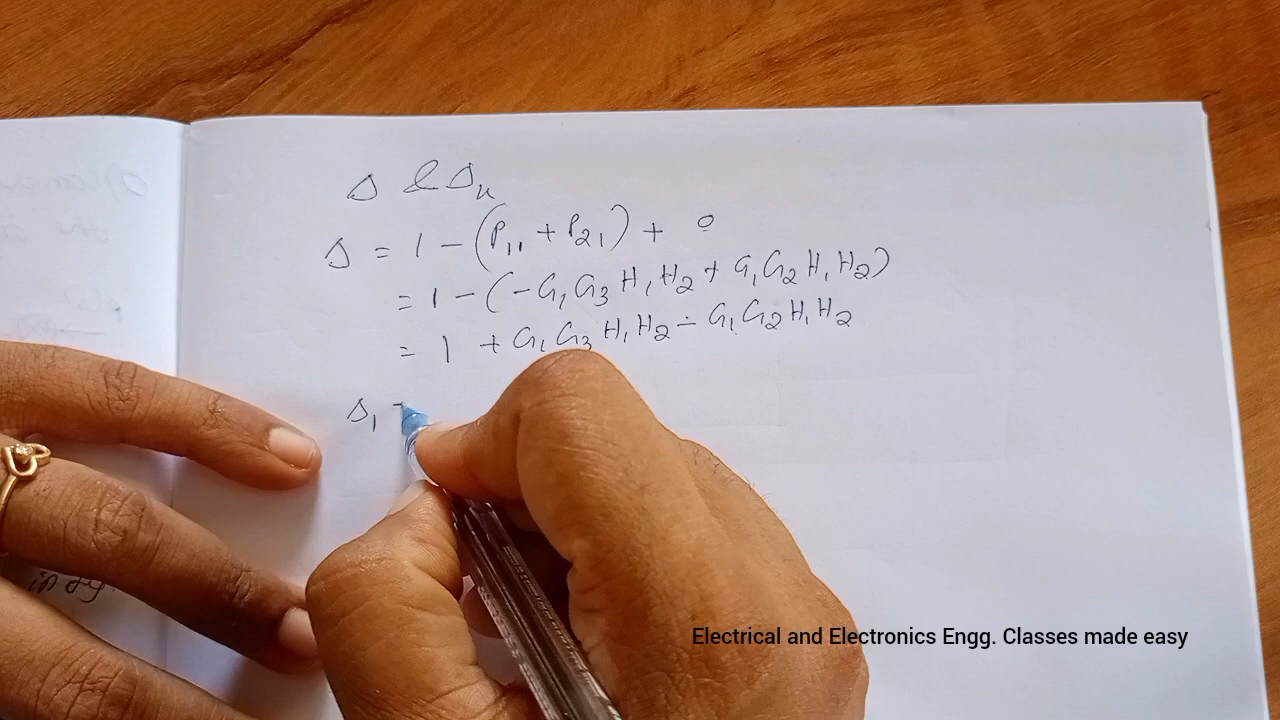 Δ & Δₖ
Δ = 1 - (P₁₁ + P₂₁) + 0
= 1 - (-G₁G₃H₁H₂ + G₁G₂H₁H₂)
= 1 + G₁G₃H₁H₂ - G₁G₂H₁H₂
Δ₁
in
Electrical and Electronics Engg. Classes made easy